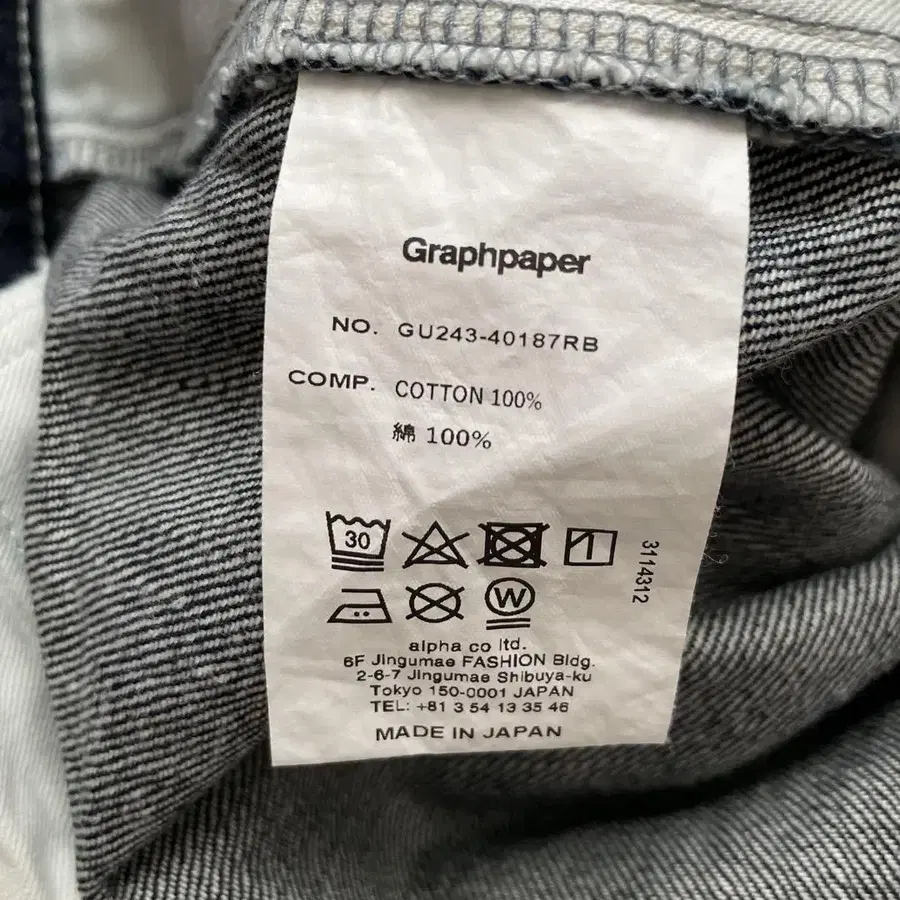 Graphpaper
NO. GU243-40187RB
COMP. COTTON 100%
綿 100%
30
W
3114312
alpha co ltd.
6F Jingumae FASHION Bldg.
2-6-7 Jingumae Shibuya-ku
Tokyo 150-0001 JAPAN
TEL: +81 3 54 13 35 46
MADE IN JAPAN